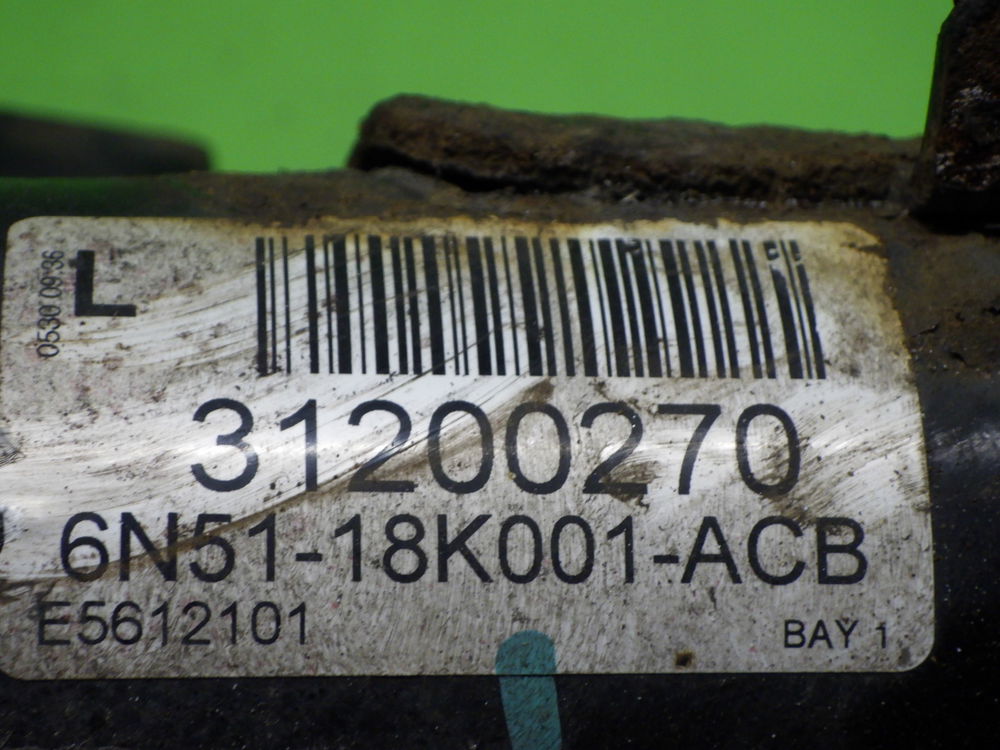 0530 09'36
L
31200270
6N51-18K001-ACB
E5612101
BAY 1